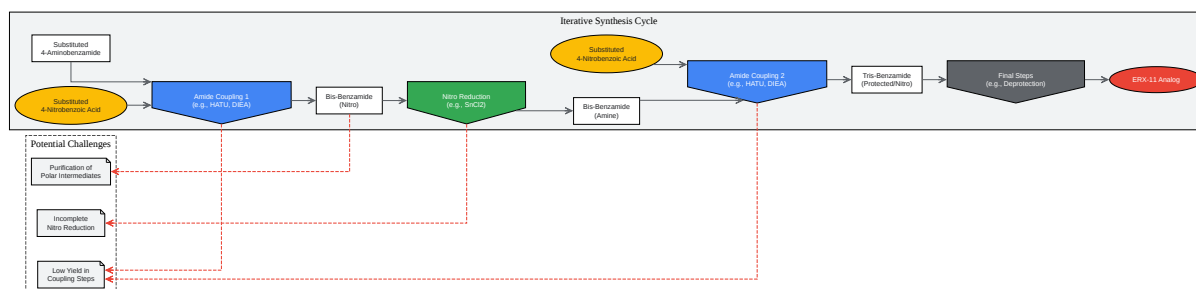 Iterative Synthesis Cycle
Substituted
4-Aminobenzamide
Substituted
4-Nitrobenzoic Acid
Amide Coupling 1
(e.g., HATU, DIEA)
Bis-Benzamide
(Nitro)
Nitro Reduction
(e.g., SnCl2)
Bis-Benzamide
(Amine)
Substituted
4-Nitrobenzoic Acid
Amide Coupling 2
(e.g., HATU, DIEA)
Tris-Benzamide
(Protected/Nitro)
Final Steps
(e.g., Deprotection)
ERX-11 Analog
Potential Challenges
Purification of
Polar Intermediates
Incomplete
Nitro Reduction
Low Yield in
Coupling Steps